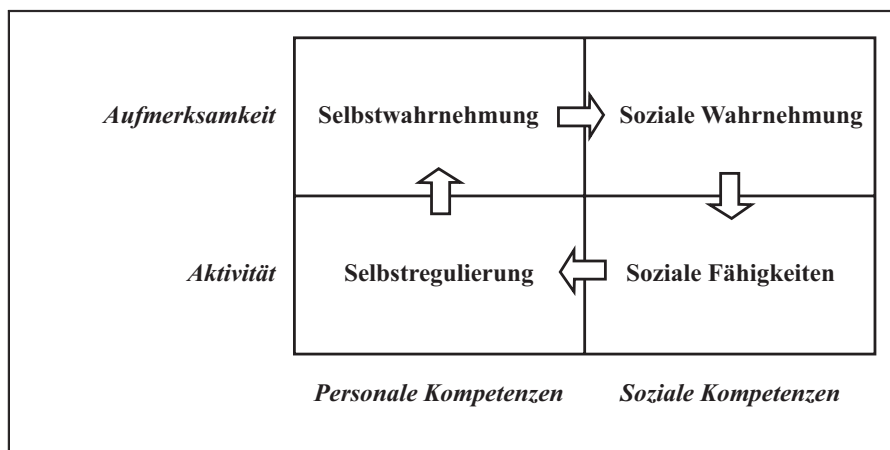 Aufmerksamkeit
Selbstwahrnehmung
Soziale Wahrnehmung
Aktivität
Selbstregulierung
Soziale Fähigkeiten
Personale Kompetenzen
Soziale Kompetenzen